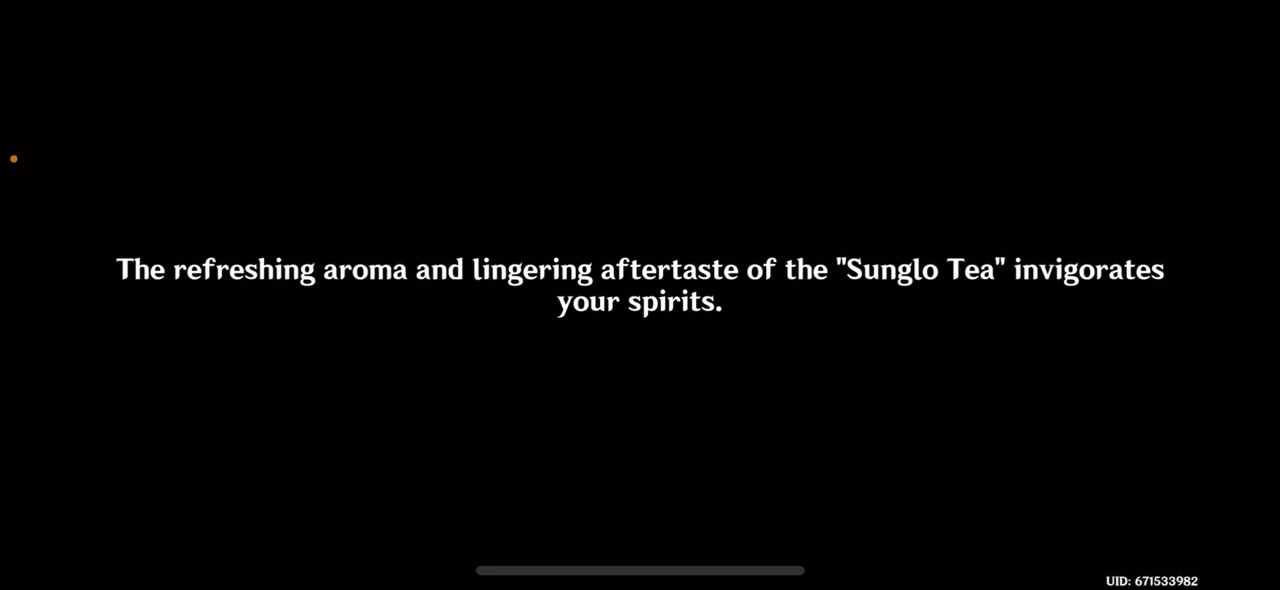 The refreshing aroma and lingering aftertaste of the "Sunglo Tea" invigorates
your spirits.
UID: 671533982